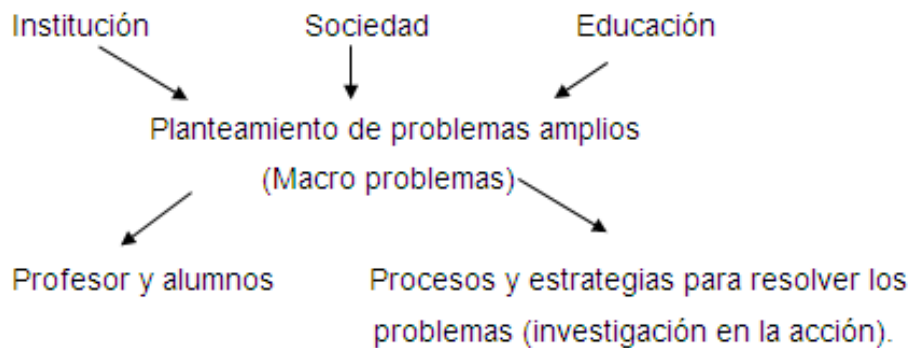 Institución Sociedad Educación
Planteamiento de problemas amplios
(Macro problemas)
Profesor y alumnos Procesos y estrategias para resolver los
problemas (investigación en la acción).